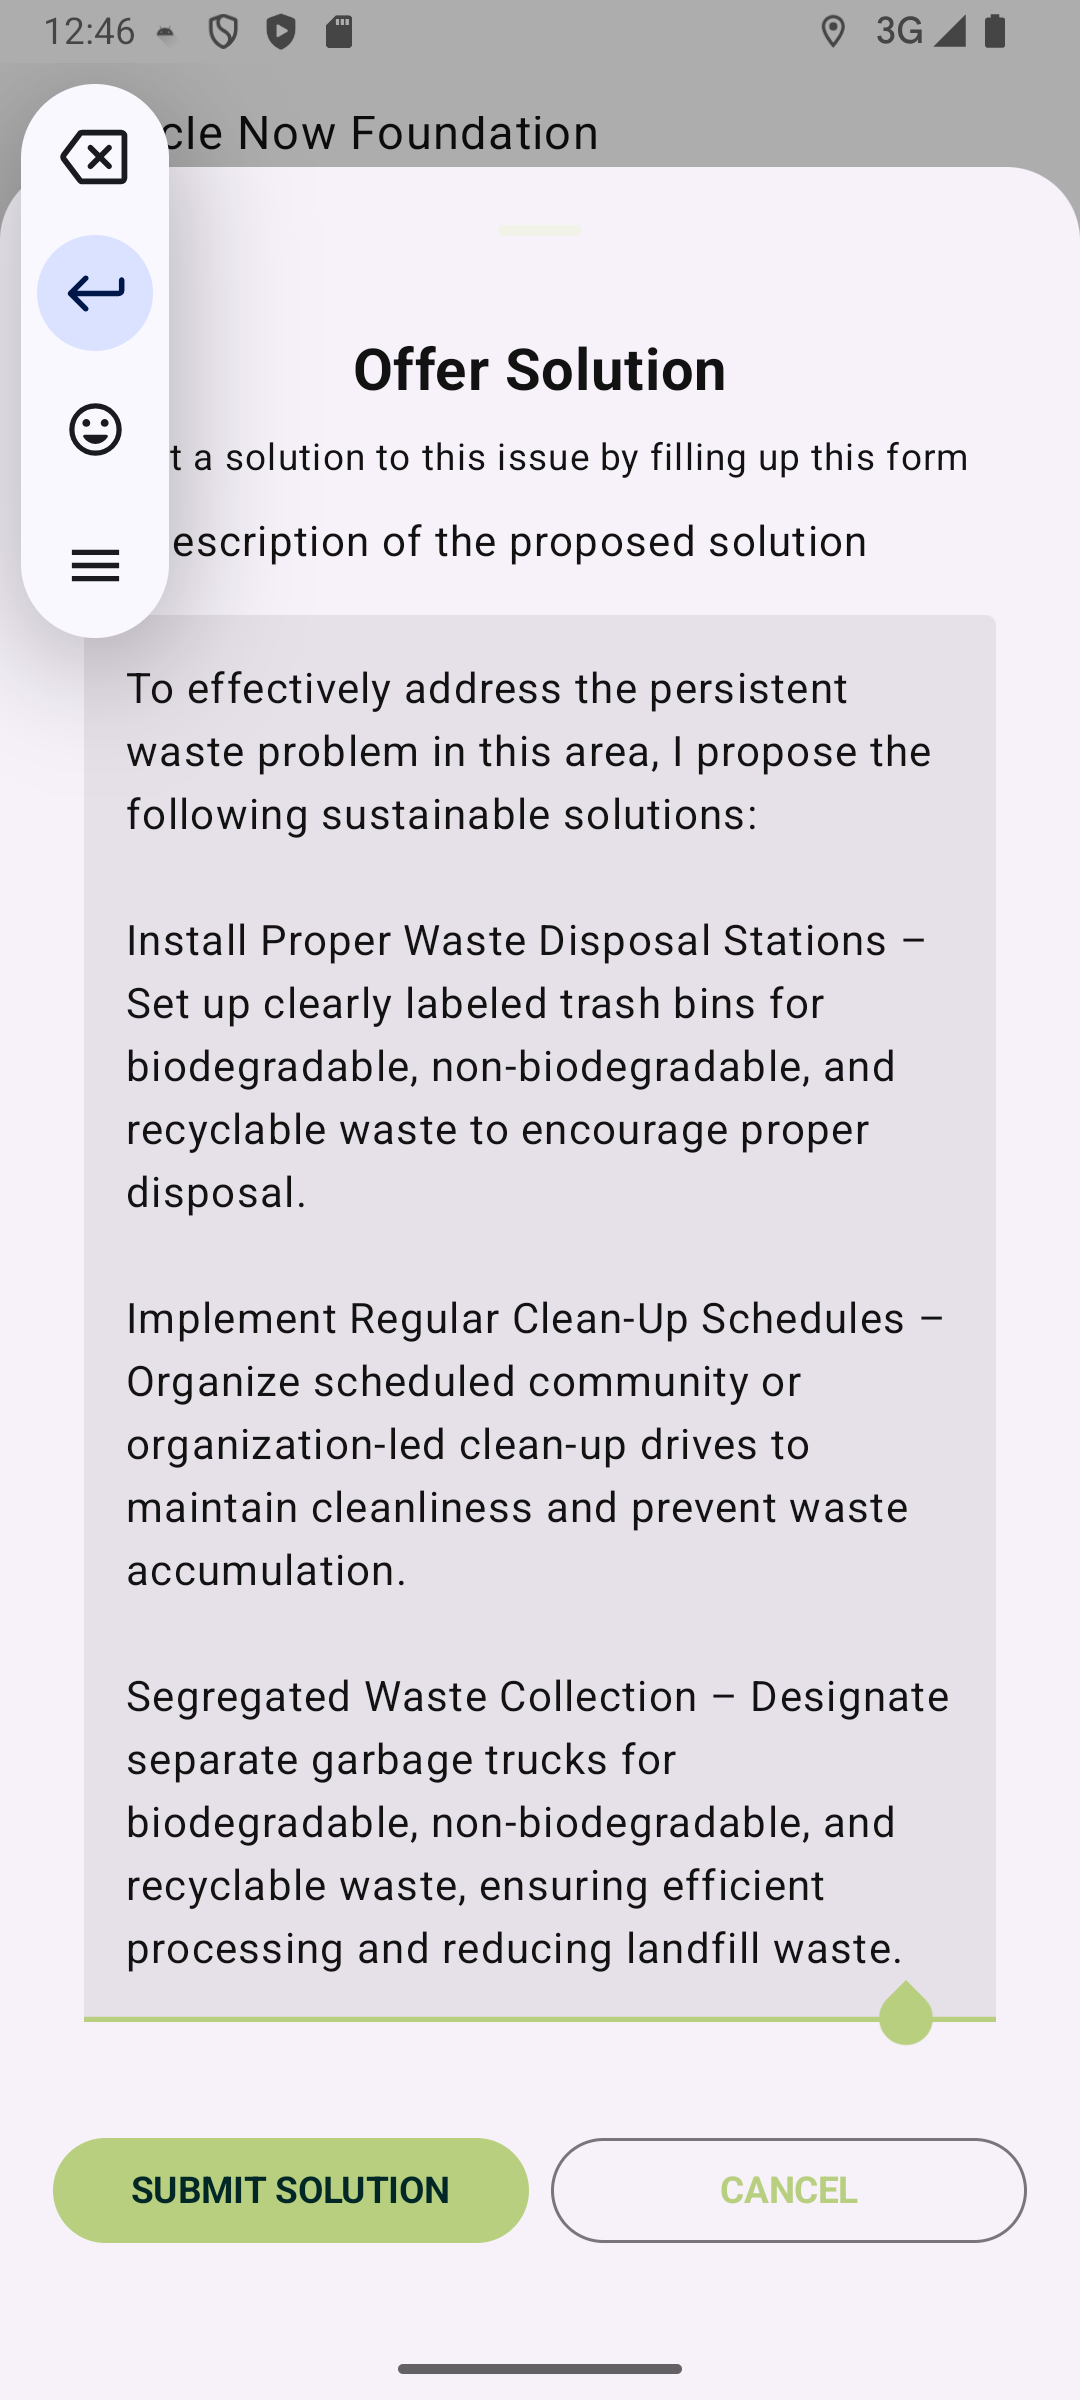 12:46
3G
cle Now Foundation
Offer Solution
t a solution to this issue by filling up this form
escription of the proposed solution
To effectively address the persistent
waste problem in this area, I propose the
following sustainable solutions:
Install Proper Waste Disposal Stations –
Set up clearly labeled trash bins for
biodegradable, non-biodegradable, and
recyclable waste to encourage proper
disposal.
Implement Regular Clean-Up Schedules –
Organize scheduled community or
organization-led clean-up drives to
maintain cleanliness and prevent waste
accumulation.
Segregated Waste Collection – Designate
separate garbage trucks for
biodegradable, non-biodegradable, and
recyclable waste, ensuring efficient
processing and reducing landfill waste.
SUBMIT SOLUTION
CANCEL